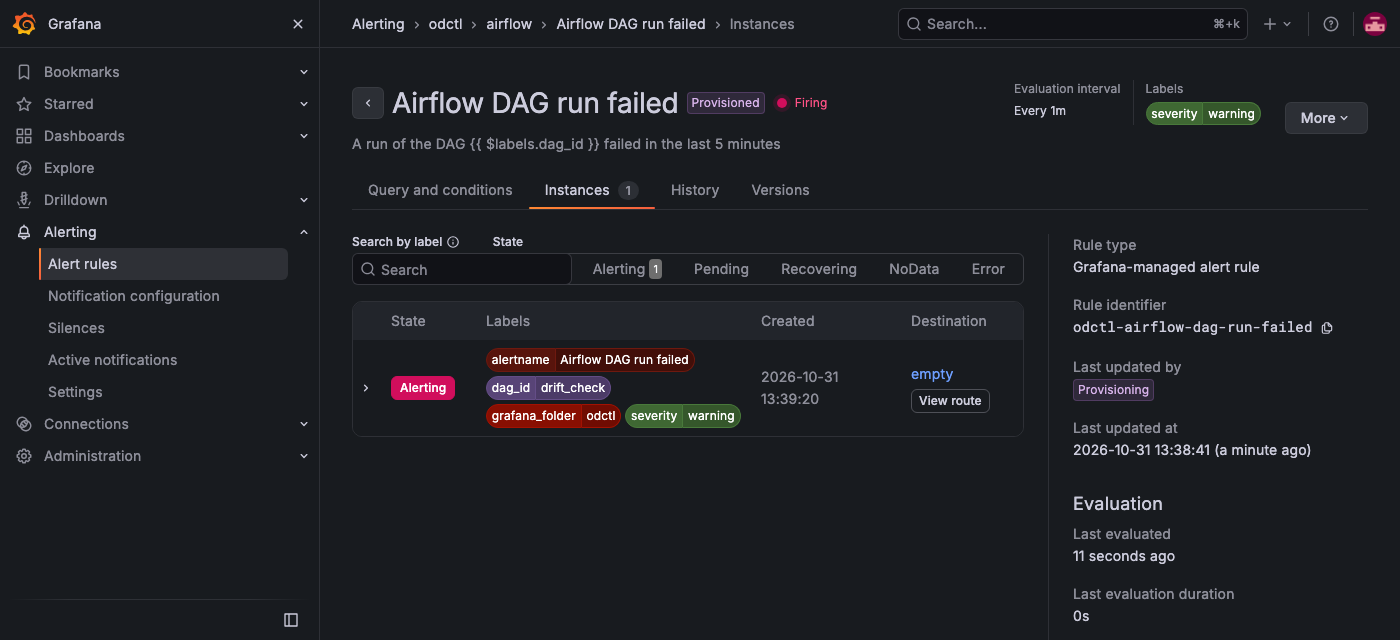 Grafana
Alerting › odctl › airflow › Airflow DAG run failed › Instances
Search...
⌘+k
Bookmarks
Starred
Dashboards
Explore
Drilldown
Alerting
Alert rules
Notification configuration
Silences
Active notifications
Settings
Connections
Administration
Airflow DAG run failed
Provisioned
Firing
A run of the DAG {{ $labels.dag_id }} failed in the last 5 minutes
Evaluation interval
Every 1m
Labels
severity warning
More
Query and conditions
Instances 1
History
Versions
Search by label
State
Search
Alerting 1
Pending
Recovering
NoData
Error
State
Labels
Created
Destination
Alerting
alertname Airflow DAG run failed
dag_id drift_check
grafana_folder odctl
severity warning
2026-10-31
13:39:20
empty
View route
Rule type
Grafana-managed alert rule
Rule identifier
odctl-airflow-dag-run-failed
Last updated by
Provisioning
Last updated at
2026-10-31 13:38:41 (a minute ago)
Evaluation
Last evaluated
11 seconds ago
Last evaluation duration
0s